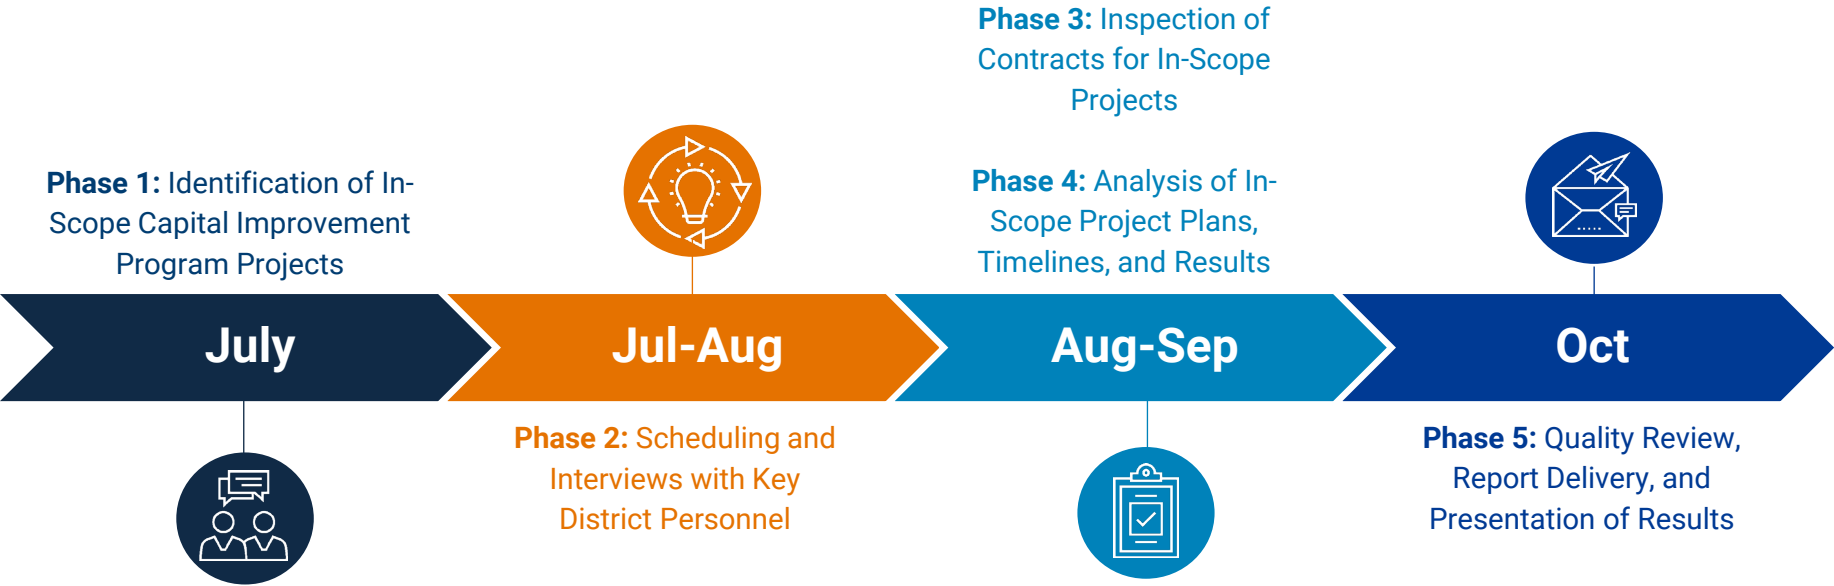 Phase 1: Identification of In-
Scope Capital Improvement
Program Projects
July
Jul-Aug
Phase 2: Scheduling and
Interviews with Key
District Personnel
Phase 3: Inspection of
Contracts for In-Scope
Projects
Phase 4: Analysis of In-
Scope Project Plans,
Timelines, and Results
Aug-Sep
Oct
Phase 5: Quality Review,
Report Delivery, and
Presentation of Results